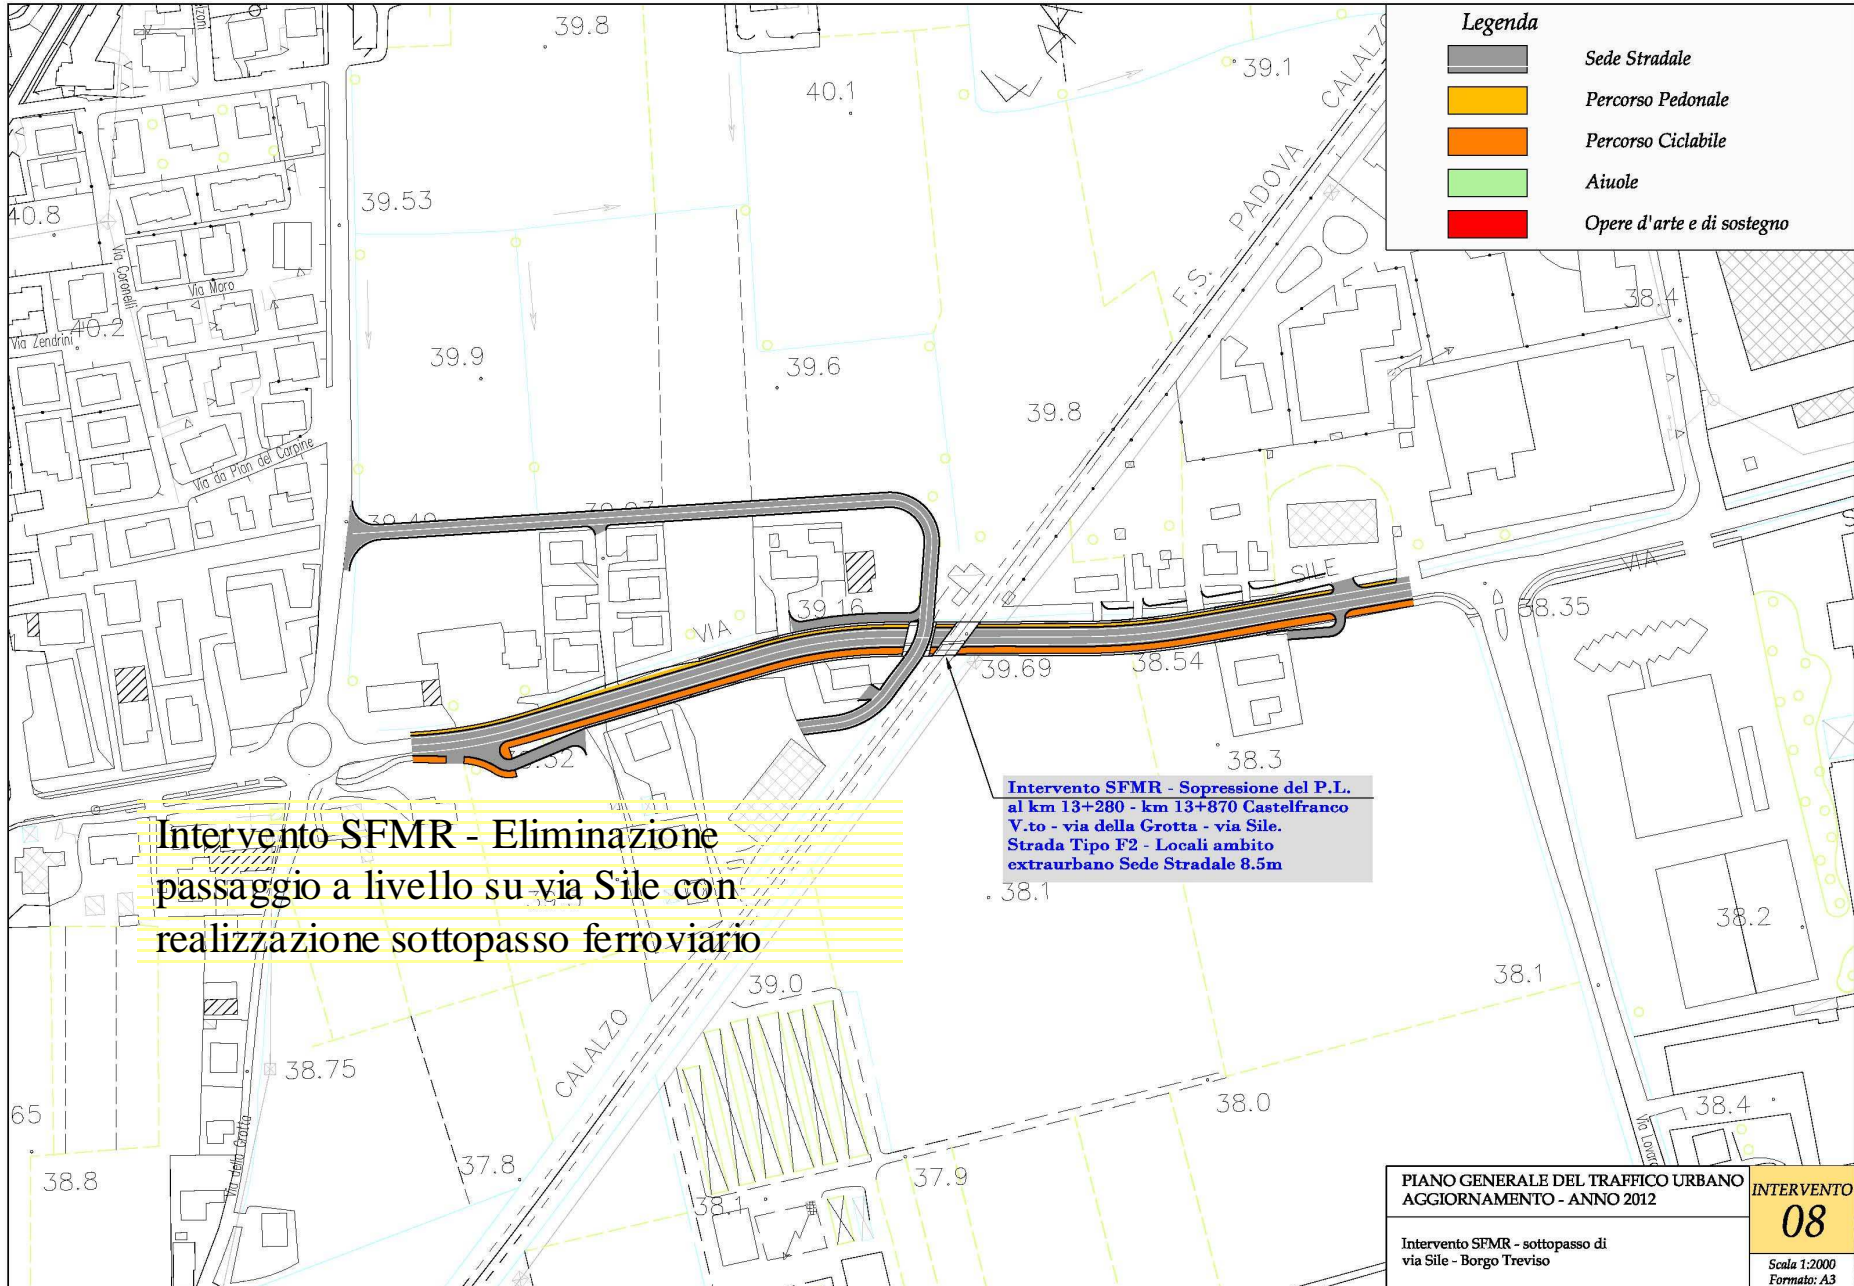 Legenda
Sede Stradale
Percorso Pedonale
Percorso Ciclabile
Aiuole
Opere d'arte e di sostegno
39.8
40.1
39.1
CALALZO
PADOVA
F.S.
39.53
40.8
Via Coronelli
Via Moro
40.2
Via Zendrini
39.9
39.6
39.8
38.4
Via da Pian del Carpine
39.49
39.16
VIA
SILE
VIA
38.35
39.69
38.54
38.3
Intervento SFMR - Sopressione del P.L.
al km 13+280 - km 13+870 Castelfranco
V.to - via della Grotta - via Sile.
Strada Tipo F2 - Locali ambito
extraurbano Sede Stradale 8.5m
Intervento SFMR - Eliminazione
passaggio a livello su via Sile con
realizzazione sottopasso ferroviario
38.1
38.2
39.0
38.1
CALALZO
38.75
65
38.0
38.4
Via della Grotta
37.8
37.9
38.8
38.1
PIANO GENERALE DEL TRAFFICO URBANO
AGGIORNAMENTO - ANNO 2012
Intervento SFMR - sottopasso di
via Sile - Borgo Treviso
INTERVENTO
08
Scala 1:2000
Formato: A3